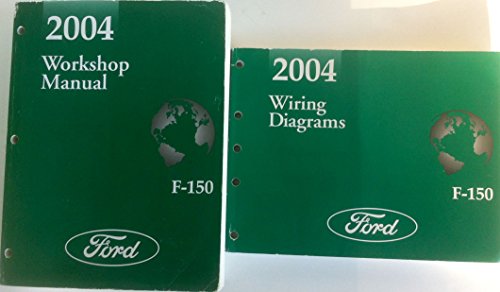 2004
Workshop
Manual
F-150
Ford
2004
Wiring
Diagrams
F-150
Ford